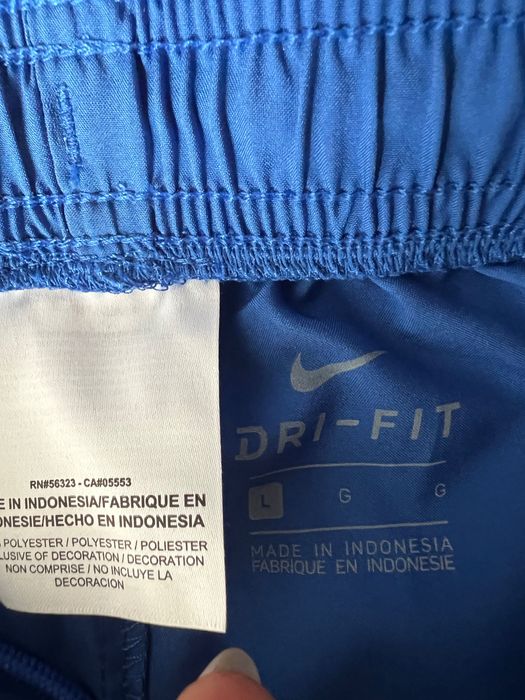 RN#56323 - CA#05553
E IN INDONESIA/FABRIQUE EN
ONESIE/HECHO EN INDONESIA
POLYESTER / POLYESTER / POLIESTER
LUSIVE OF DECORATION / DECORATION
NON COMPRISE / NO INCLUYE LA
DECORACION
DRI-FIT
L G G
MADE IN INDONESIA
FABRIQUE EN INDONESIE